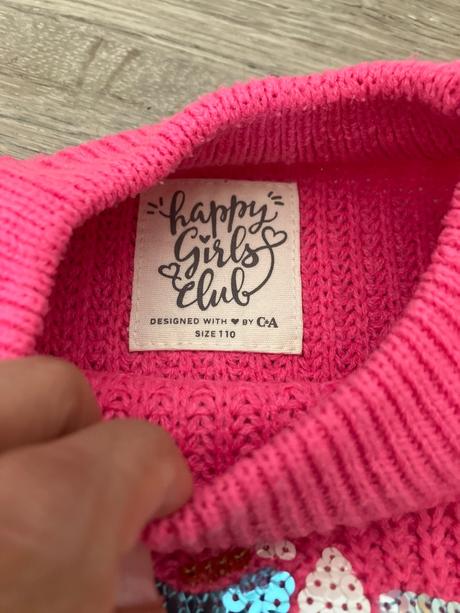 happy
Girls
club
DESIGNED WITH ♥ BY C&A
SIZE 110